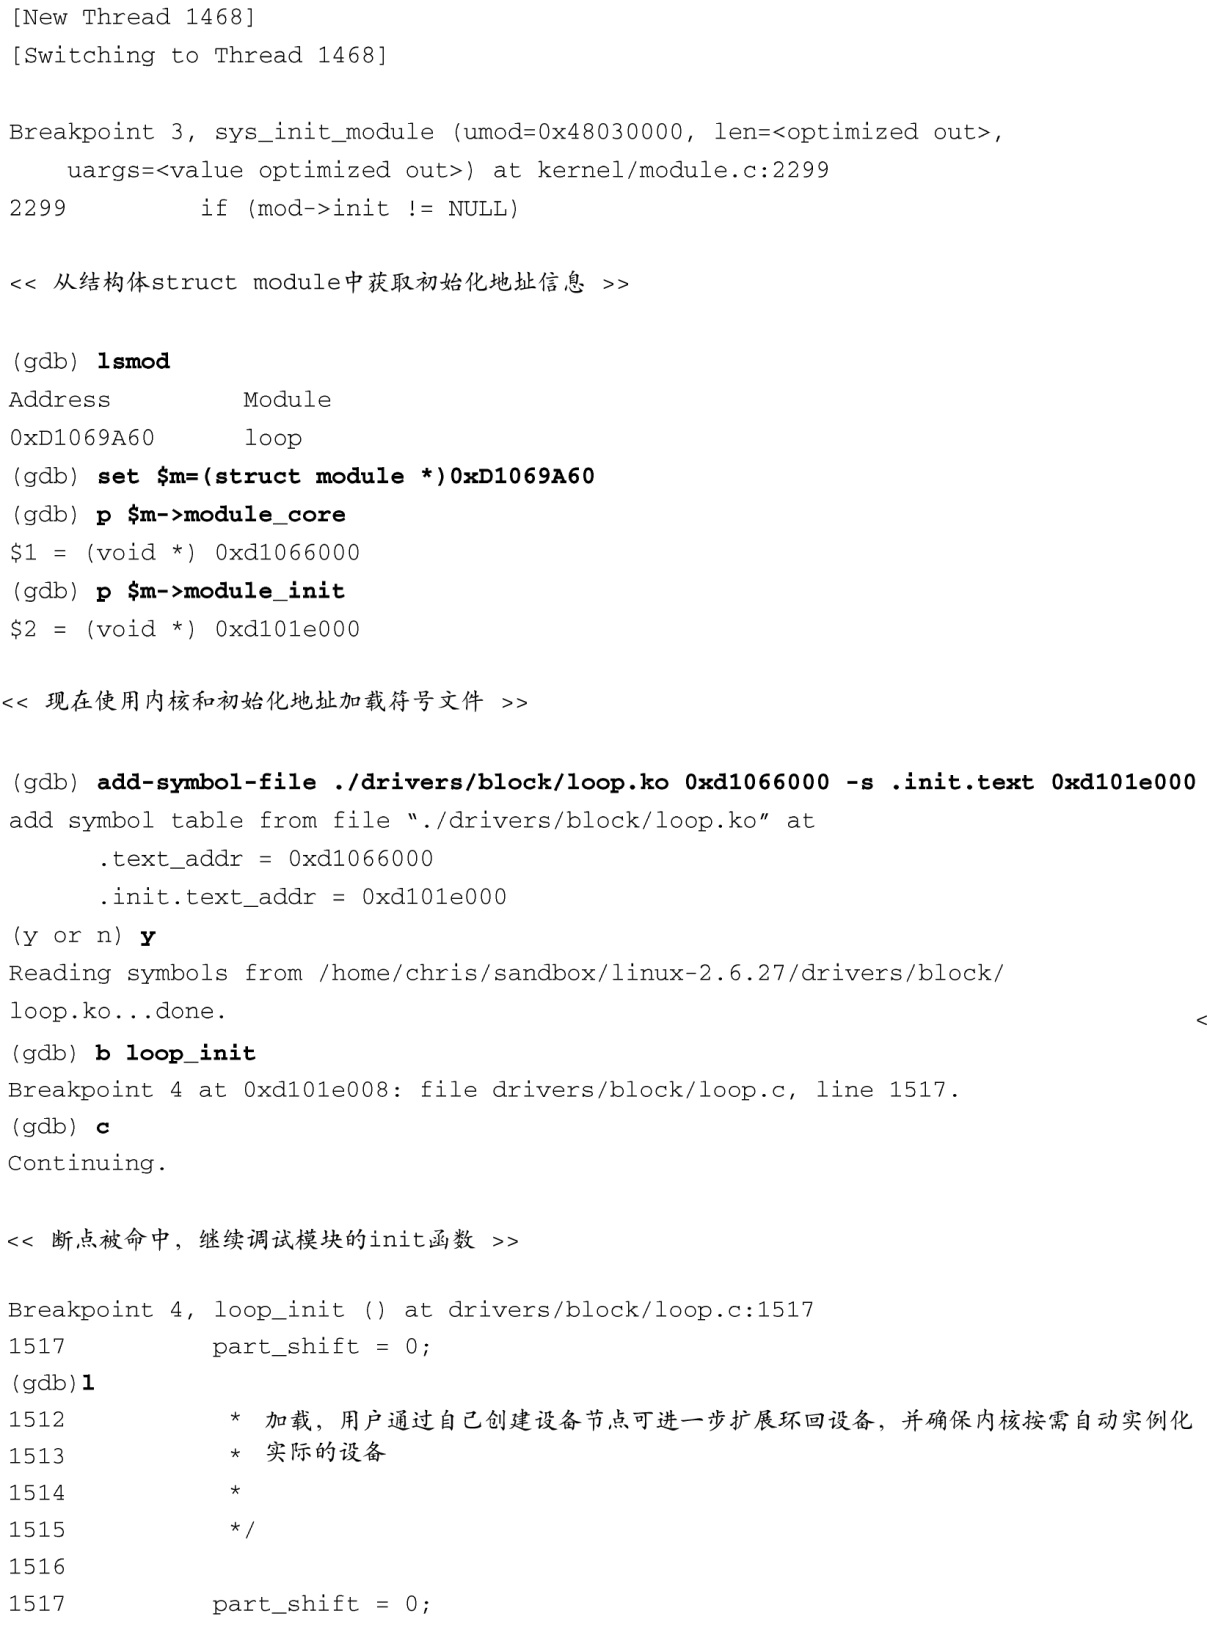 [New Thread 1468]
[Switching to Thread 1468]
Breakpoint 3, sys_init_module (umod=0x48030000, len=<optimized out>,
    uargs=<value optimized out>) at kernel/module.c:2299
2299         if (mod->init != NULL)
<< 从结构体struct module中获取初始化地址信息 >>
(gdb) lsmod
Address         Module
0xD1069A60      loop
(gdb) set $m=(struct module *)0xD1069A60
(gdb) p $m->module_core
$1 = (void *) 0xd1066000
(gdb) p $m->module_init
$2 = (void *) 0xd101e000
<< 现在使用内核和初始化地址加载符号文件 >>
(gdb) add-symbol-file ./drivers/block/loop.ko 0xd1066000 -s .init.text 0xd101e000
add symbol table from file “./drivers/block/loop.ko” at
      .text_addr = 0xd1066000
      .init.text_addr = 0xd101e000
(y or n) y
Reading symbols from /home/chris/sandbox/linux-2.6.27/drivers/block/
loop.ko...done.
<
(gdb) b loop_init
Breakpoint 4 at 0xd101e008: file drivers/block/loop.c, line 1517.
(gdb) c
Continuing.
<< 断点被命中，继续调试模块的init函数 >>
Breakpoint 4, loop_init () at drivers/block/loop.c:1517
1517          part_shift = 0;
(gdb)l
1512           * 加载，用户通过自己创建设备节点可进一步扩展环回设备，并确保内核按需自动实例化
1513           * 实际的设备
1514           *
1515           */
1516
1517          part_shift = 0;